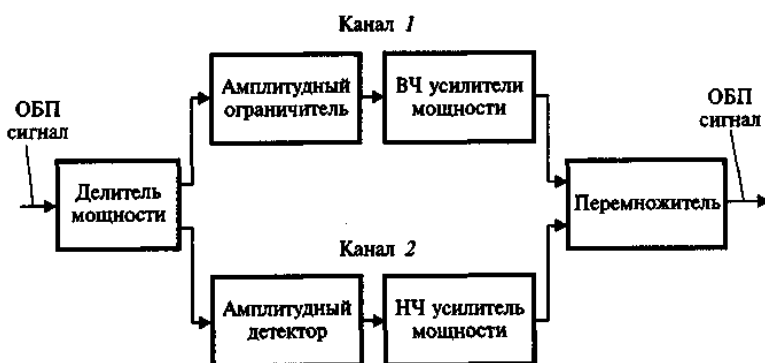 Канал 1
Амплитудный
ограничитель
ВЧ усилители
мощности
ОБП
сигнал
ОБП
сигнал
Делитель
мощности
Перемножитель
Канал 2
Амплитудный
детектор
НЧ усилитель
мощности